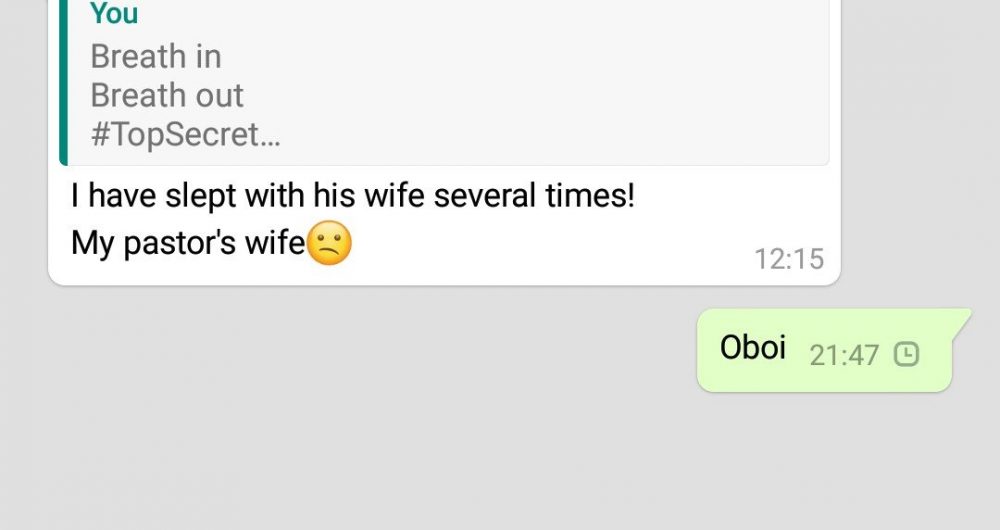 You
Breath in
Breath out
#TopSecret...
I have slept with his wife several times!
My pastor's wife😕
12:15
Oboi 21:47